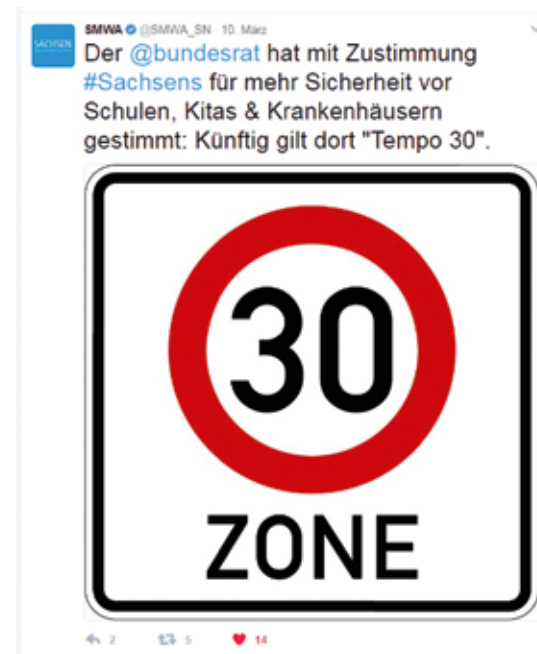 SACHSEN
SMWA @SMWA_SN · 10. März
Der @bundesrat hat mit Zustimmung
#Sachsens für mehr Sicherheit vor
Schulen, Kitas & Krankenhäusern
gestimmt: Künftig gilt dort "Tempo 30".
30
ZONE
2 5 14